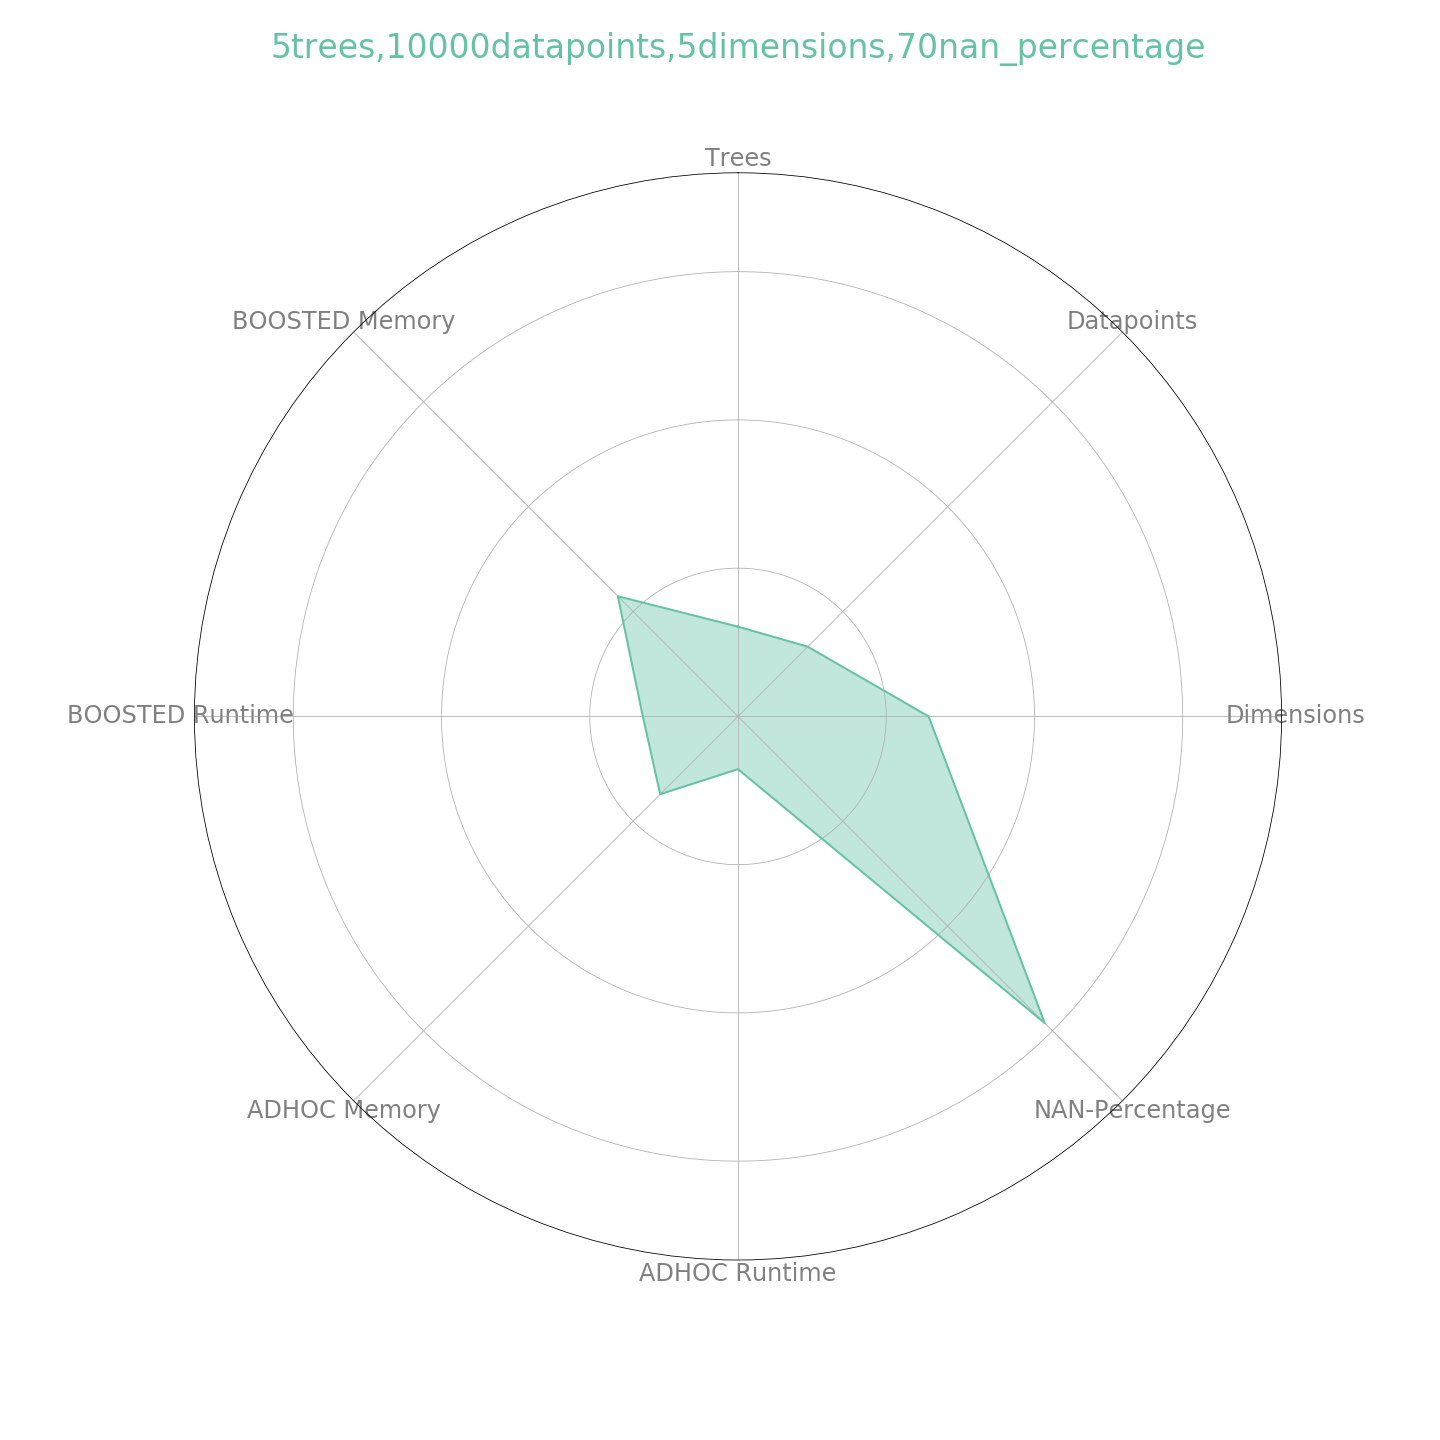 5trees,10000datapoints,5dimensions,70nan_percentage
Trees
BOOSTED Memory
Datapoints
BOOSTED Runtime
Dimensions
ADHOC Memory
NAN-Percentage
ADHOC Runtime